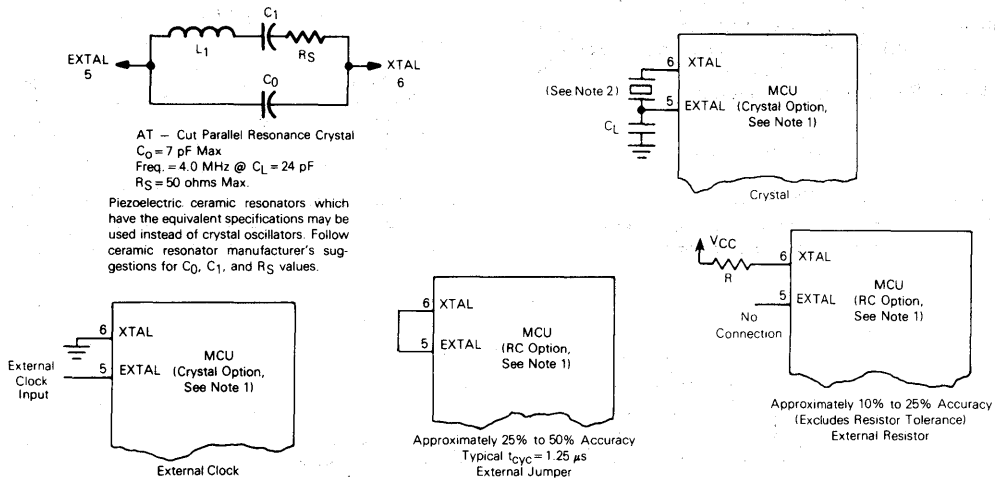 C1
L1
RS
EXTAL
5
XTAL
6
C0
AT – Cut Parallel Resonance Crystal
CO = 7 pF Max
Freq. = 4.0 MHz @ CL = 24 pF
RS = 50 ohms Max.
Piezoelectric ceramic resonators which
have the equivalent specifications may be
used instead of crystal oscillators. Follow
ceramic resonator manufacturer's sug-
gestions for C0, C1, and RS values.
6 XTAL
(See Note 2)
5 EXTAL
CL
MCU
(Crystal Option,
See Note 1)
Crystal
6 XTAL
5 EXTAL
External
Clock
Input
MCU
(Crystal Option,
See Note 1)
External Clock
6 XTAL
5 EXTAL
MCU
(RC Option,
See Note 1)
Approximately 25% to 50% Accuracy
Typical tcyc = 1.25 μs
External Jumper
VCC
R
6 XTAL
5 EXTAL
No
Connection
MCU
(RC Option,
See Note 1)
Approximately 10% to 25% Accuracy
(Excludes Resistor Tolerance)
External Resistor